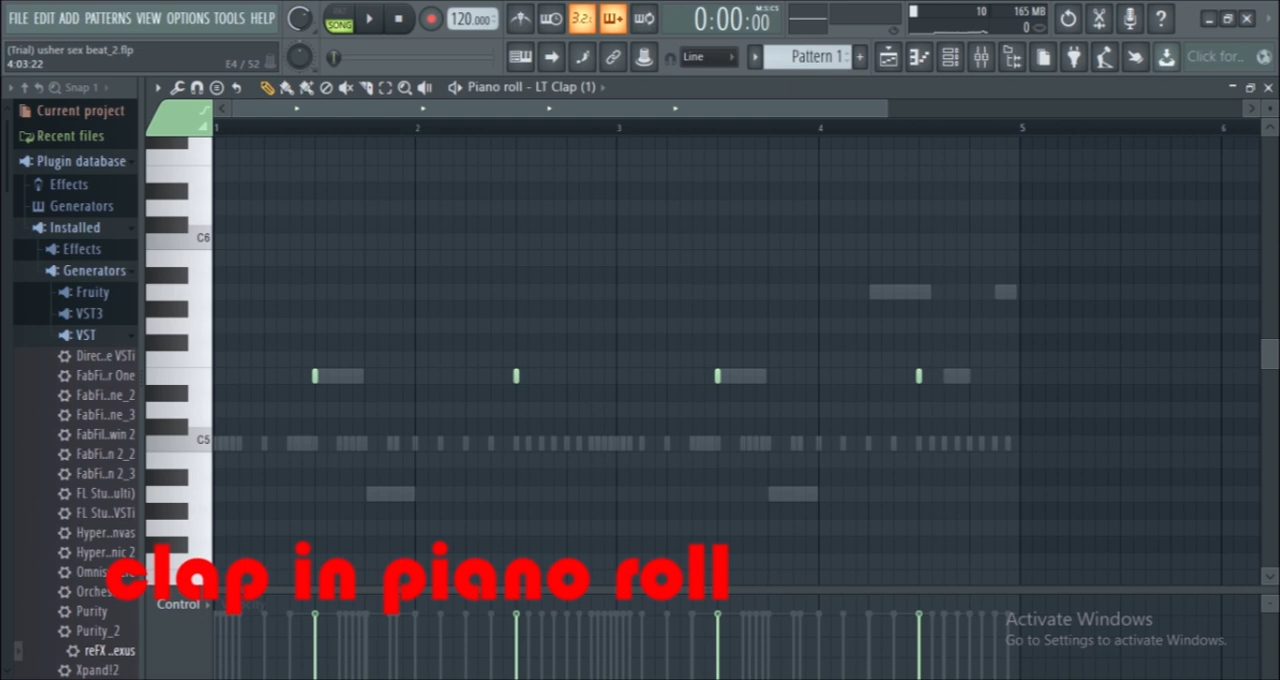 FILE EDIT ADD PATTERNS VIEW OPTIONS TOOLS HELP
PAT
SONG
120.000
3.2
0:00:00
M:S:CS
10
165 MB
0
(Trial) usher sex beat_2.flp
4:03:22
E4 / 52
Line
Pattern 1
Click for...
Snap 1
Piano roll - LT Clap (1)
Current project
Recent files
Plugin database
Effects
Generators
Installed
Effects
Generators
Fruity
VST3
VST
Direc..e VSTi
FabFi..r One
FabFi..ne_2
FabFi..ne_3
FabFil..win 2
FabFi..n 2_2
FabFi..n 2_3
FL Stu..ulti)
FL Stu..VSTi
Hyper..nvas
Hyper..nic 2
Purity
Purity_2
reFX ..exus
Xpand!2
1 2 3 4 5 6
C6
C5
clap in piano roll
Control
Activate Windows
Go to Settings to activate Windows.